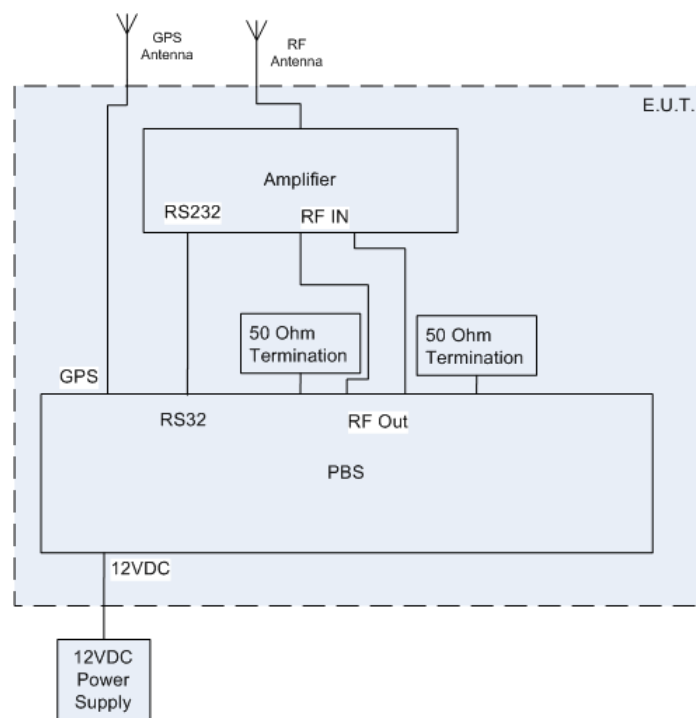 GPS
Antenna
RF
Antenna
E.U.T.
Amplifier
RS232
RF IN
50 Ohm
Termination
50 Ohm
Termination
GPS
RS32
RF Out
PBS
12VDC
12VDC
Power
Supply